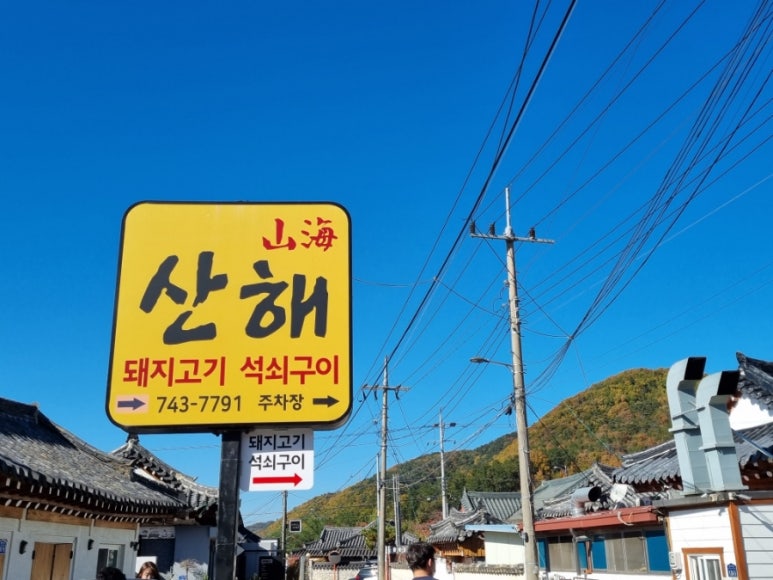 山海
산해
돼지고기 석쇠구이
→ 743-7791 주차장 →
돼지고기
석쇠구이
→